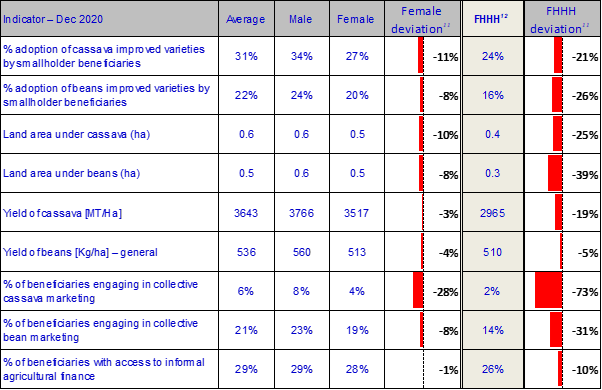 Indicator – Dec 2020 Average Male Female Female deviation¹¹ FHHH¹² FHHH deviation¹¹
% adoption of cassava improved varieties by smallholder beneficiaries 31% 34% 27% -11% 24% -21%
% adoption of beans improved varieties by smallholder beneficiaries 22% 24% 20% -8% 16% -26%
Land area under cassava (ha) 0.6 0.6 0.5 -10% 0.4 -25%
Land area under beans (ha) 0.5 0.6 0.5 -8% 0.3 -39%
Yield of cassava [MT/Ha] 3643 3766 3517 -3% 2965 -19%
Yield of beans [Kg/ha] – general 536 560 513 -4% 510 -5%
% of beneficiaries engaging in collective cassava marketing 6% 8% 4% -28% 2% -73%
% of beneficiaries engaging in collective bean marketing 21% 23% 19% -8% 14% -31%
% of beneficiaries with access to informal agricultural finance 29% 29% 28% -1% 26% -10%